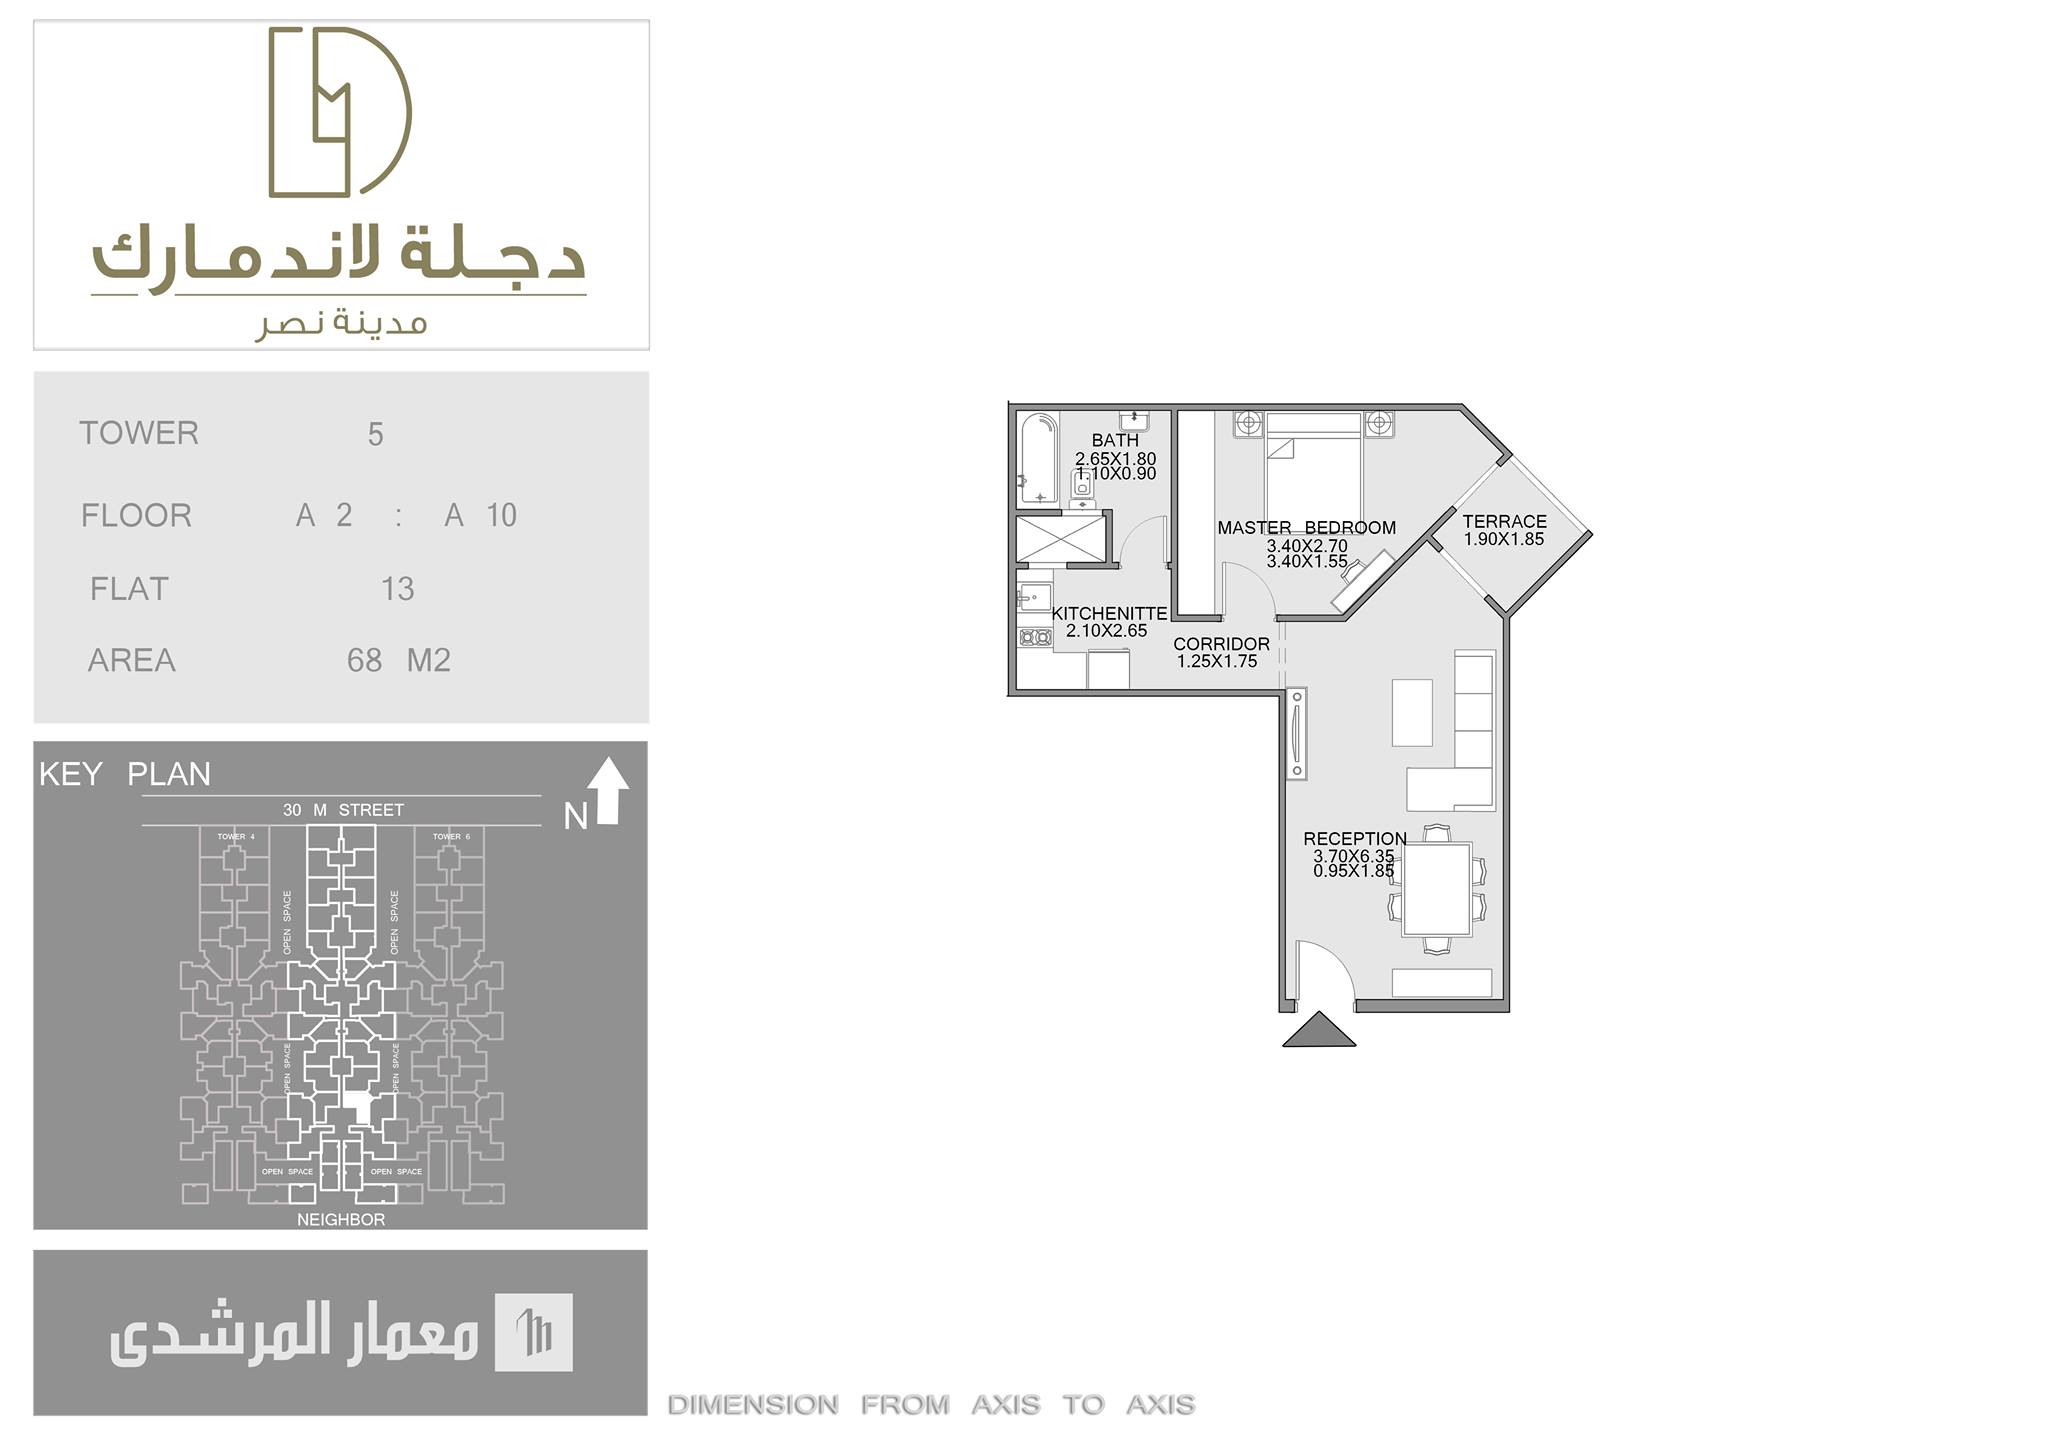 دجلة لاندمارك
مدينة نصر
TOWER 5
FLOOR A 2 : A 10
FLAT 13
AREA 68 M2
KEY PLAN
N
30 M STREET
TOWER 4
TOWER 6
OPEN SPACE
OPEN SPACE
OPEN SPACE
OPEN SPACE
OPEN SPACE
OPEN SPACE
NEIGHBOR
معمار المرشدى
BATH
2.65X1.80
1.10X0.90
MASTER BEDROOM
3.40X2.70
3.40X1.55
TERRACE
1.90X1.85
KITCHENITTE
2.10X2.65
CORRIDOR
1.25X1.75
RECEPTION
3.70X6.35
0.95X1.85
DIMENSION FROM AXIS TO AXIS